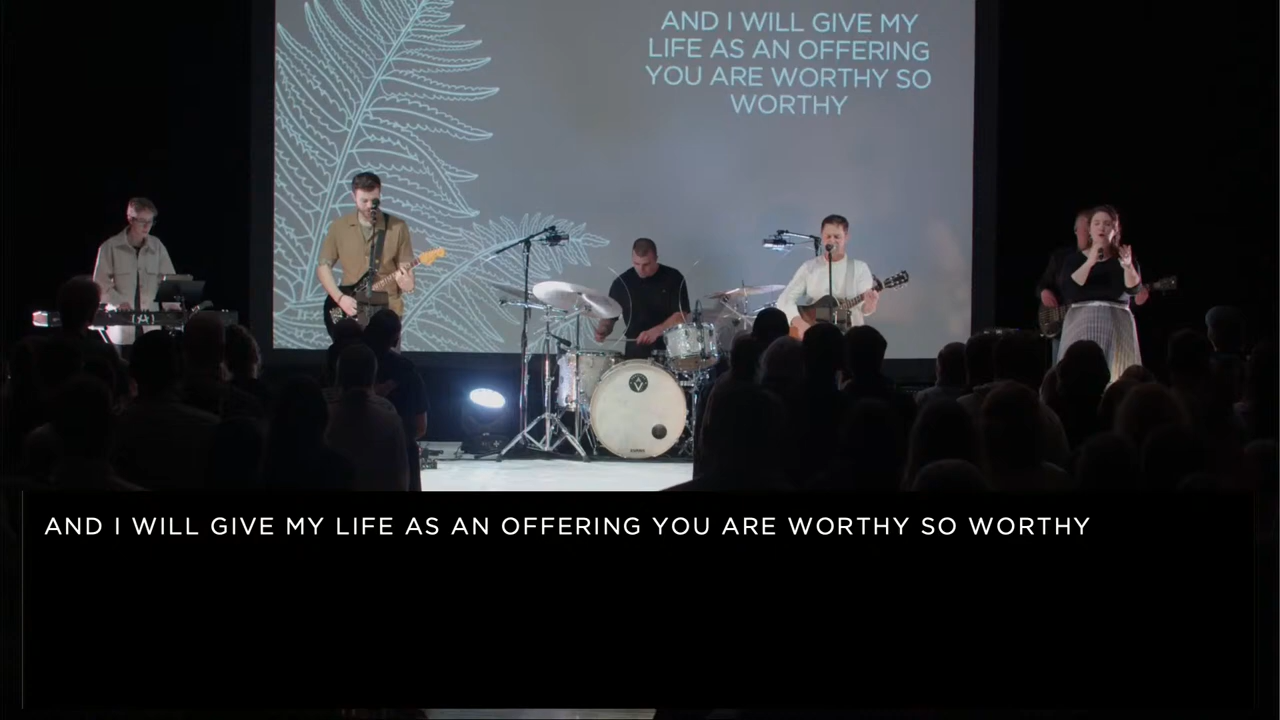 AND I WILL GIVE MY
LIFE AS AN OFFERING
YOU ARE WORTHY SO
WORTHY
AND I WILL GIVE MY LIFE AS AN OFFERING YOU ARE WORTHY SO WORTHY